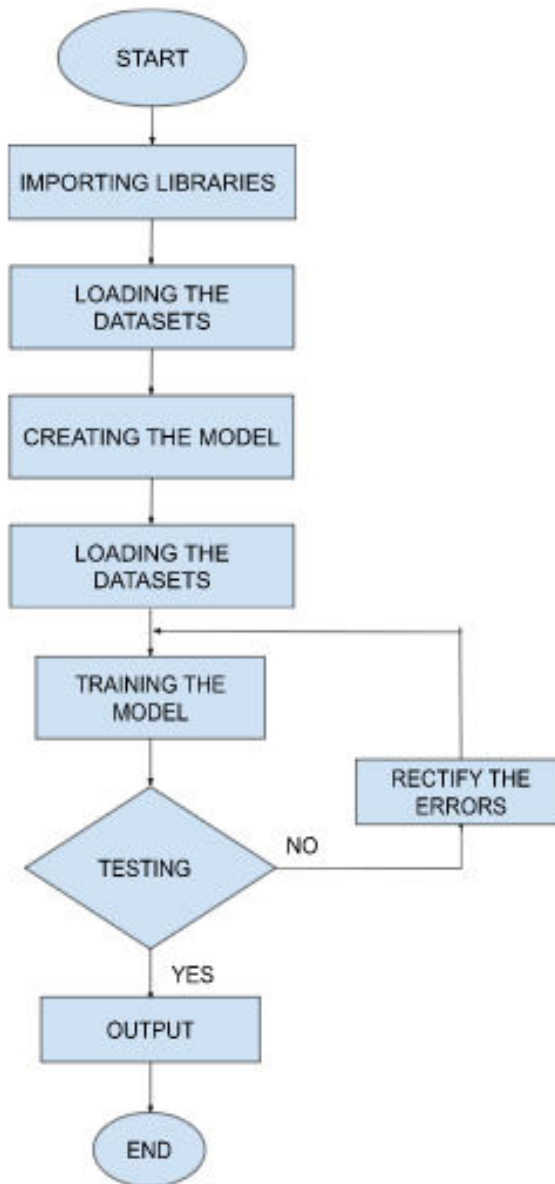 START
IMPORTING LIBRARIES
LOADING THE
DATASETS
CREATING THE MODEL
LOADING THE
DATASETS
TRAINING THE
MODEL
RECTIFY THE
ERRORS
TESTING
NO
YES
OUTPUT
END